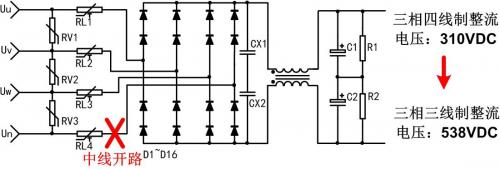 Uu
RL1
RV1
Uv
RL2
RV2
Uw
RL3
RV3
Un
RL4
中线开路
D1~D16
CX1
CX2
C1
R1
C2
R2
三相四线制整流
电压：310VDC
三相三线制整流
电压：538VDC